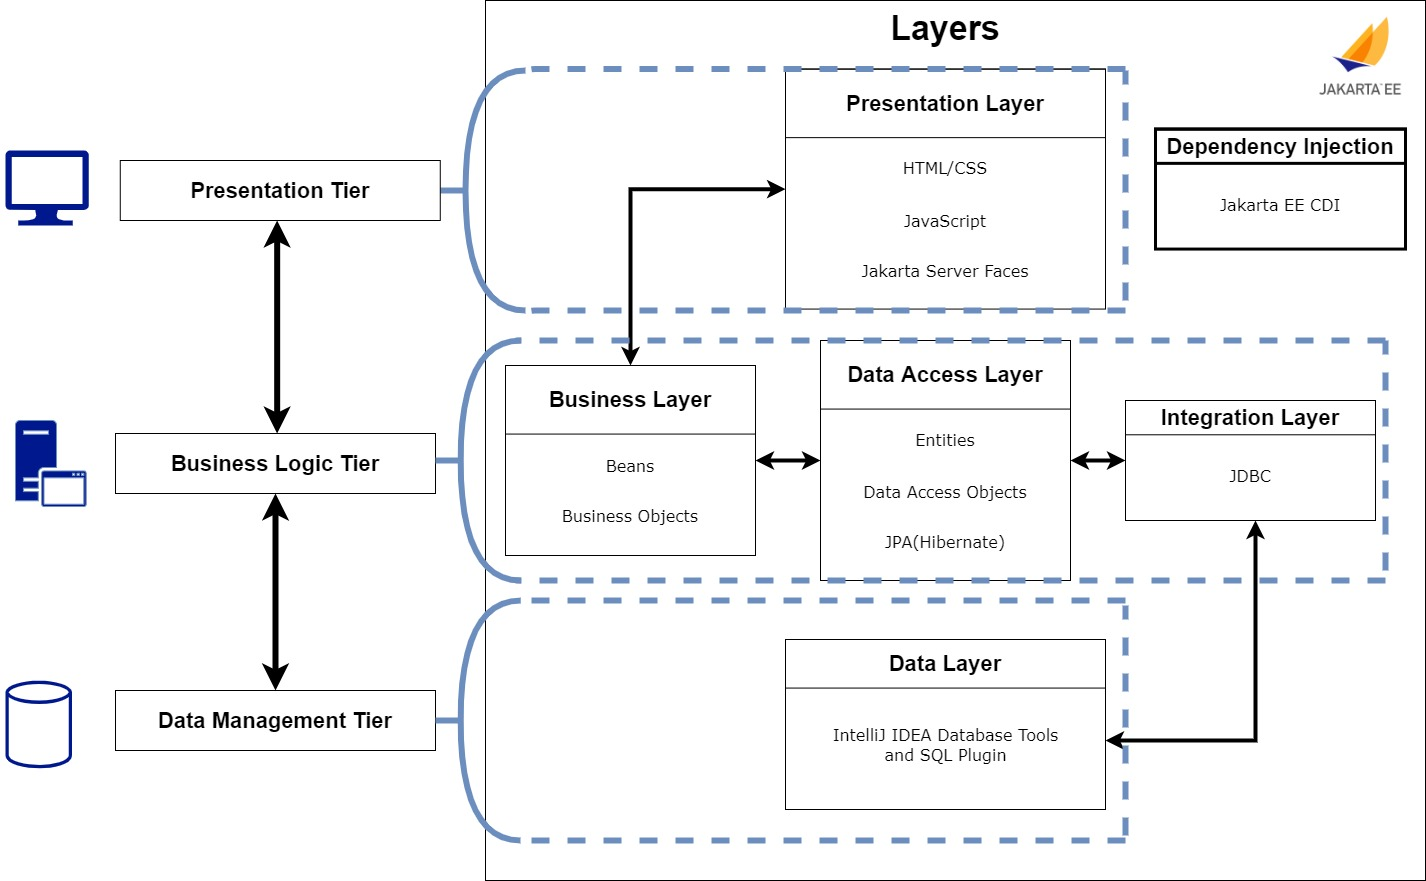 Layers
JAKARTA EE
Presentation Layer
HTML/CSS
JavaScript
Jakarta Server Faces
Dependency Injection
Jakarta EE CDI
Presentation Tier
Business Logic Tier
Business Layer
Beans
Business Objects
Data Access Layer
Entities
Data Access Objects
JPA(Hibernate)
Integration Layer
JDBC
Data Management Tier
Data Layer
IntelliJ IDEA Database Tools
and SQL Plugin